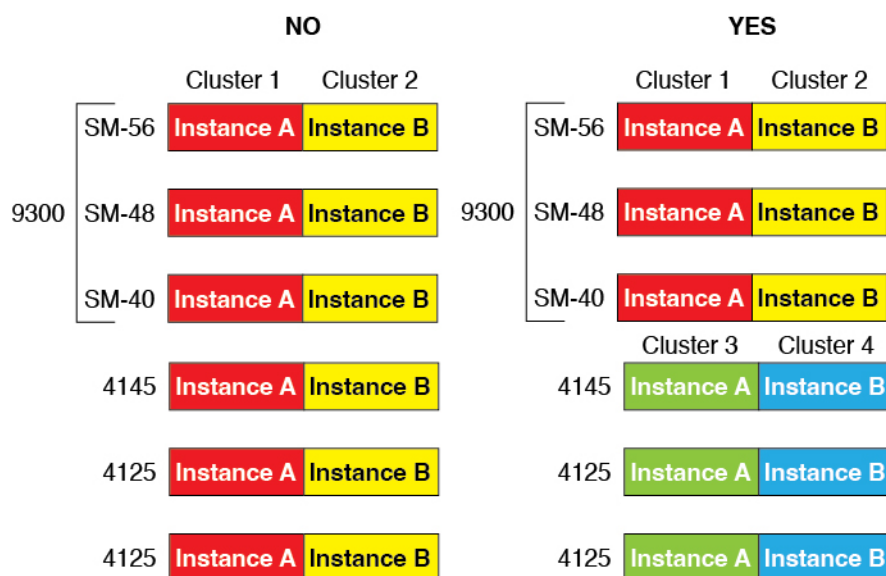 NO YES
Cluster 1 Cluster 2 Cluster 1 Cluster 2
SM-56 Instance A Instance B SM-56 Instance A Instance B
9300 SM-48 Instance A Instance B 9300 SM-48 Instance A Instance B
SM-40 Instance A Instance B SM-40 Instance A Instance B
Cluster 3 Cluster 4
4145 Instance A Instance B 4145 Instance A Instance B
4125 Instance A Instance B 4125 Instance A Instance B
4125 Instance A Instance B 4125 Instance A Instance B